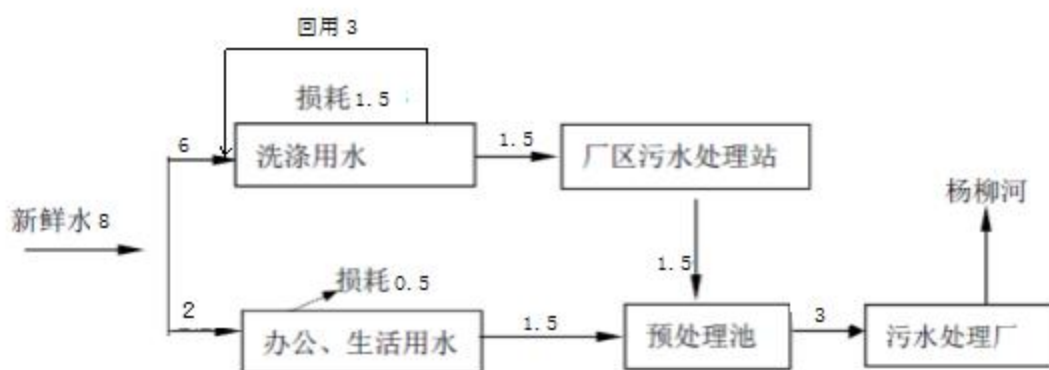 回用 3
损耗 1.5
6
洗涤用水
1.5
厂区污水处理站
杨柳河
新鲜水 8
1.5
损耗 0.5
2
办公、生活用水
1.5
预处理池
3
污水处理厂